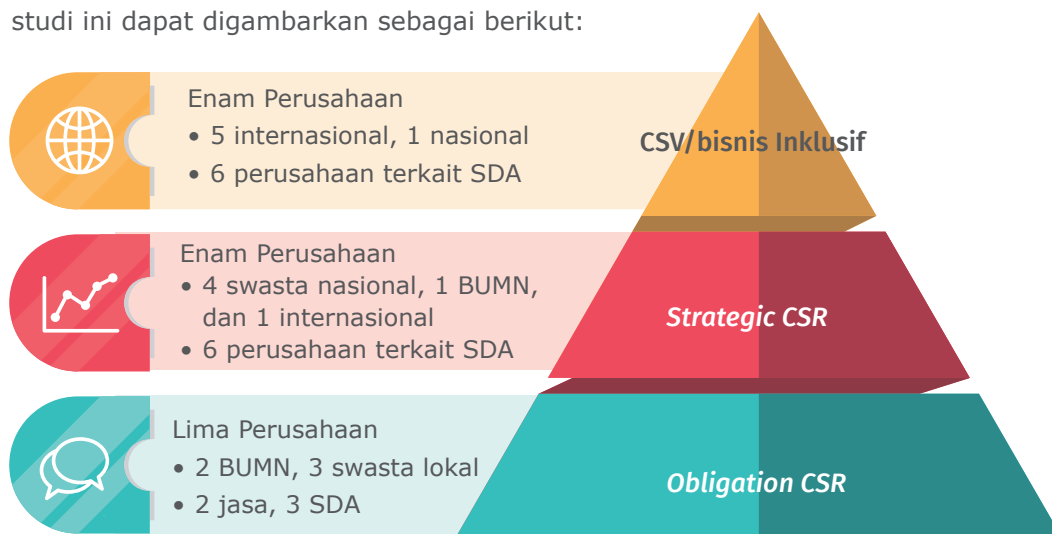 studi ini dapat digambarkan sebagai berikut:
Enam Perusahaan
• 5 internasional, 1 nasional
• 6 perusahaan terkait SDA
CSV/bisnis Inklusif
Enam Perusahaan
• 4 swasta nasional, 1 BUMN,
dan 1 internasional
• 6 perusahaan terkait SDA
Strategic CSR
Lima Perusahaan
• 2 BUMN, 3 swasta lokal
• 2 jasa, 3 SDA
Obligation CSR